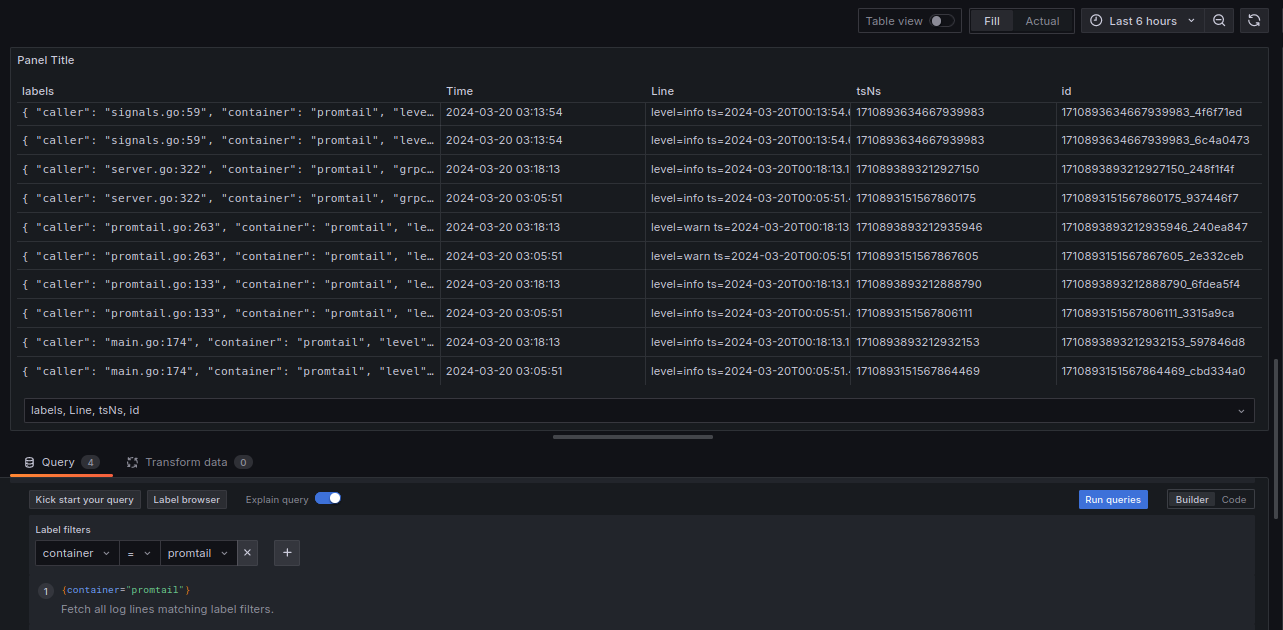 Table view Fill Actual Last 6 hours
Panel Title
labels Time Line tsNs id
{ "caller": "signals.go:59", "container": "promtail", "leve… 2024-03-20 03:13:54 level=info ts=2024-03-20T00:13:54. 1710893634667939983 1710893634667939983_4f6f71ed
{ "caller": "signals.go:59", "container": "promtail", "leve… 2024-03-20 03:13:54 level=info ts=2024-03-20T00:13:54. 1710893634667939983 1710893634667939983_6c4a0473
{ "caller": "server.go:322", "container": "promtail", "grpc… 2024-03-20 03:18:13 level=info ts=2024-03-20T00:18:13.1 1710893893212927150 1710893893212927150_248f1f4f
{ "caller": "server.go:322", "container": "promtail", "grpc… 2024-03-20 03:05:51 level=info ts=2024-03-20T00:05:51. 1710893151567860175 1710893151567860175_937446f7
{ "caller": "promtail.go:263", "container": "promtail", "le… 2024-03-20 03:18:13 level=warn ts=2024-03-20T00:18:13 1710893893212935946 1710893893212935946_240ea847
{ "caller": "promtail.go:263", "container": "promtail", "le… 2024-03-20 03:05:51 level=warn ts=2024-03-20T00:05:51 1710893151567867605 1710893151567867605_2e332ceb
{ "caller": "promtail.go:133", "container": "promtail", "le… 2024-03-20 03:18:13 level=info ts=2024-03-20T00:18:13.1 1710893893212888790 1710893893212888790_6fdea5f4
{ "caller": "promtail.go:133", "container": "promtail", "le… 2024-03-20 03:05:51 level=info ts=2024-03-20T00:05:51. 1710893151567806111 1710893151567806111_3315a9ca
{ "caller": "main.go:174", "container": "promtail", "level"… 2024-03-20 03:18:13 level=info ts=2024-03-20T00:18:13.1 1710893893212932153 1710893893212932153_597846d8
{ "caller": "main.go:174", "container": "promtail", "level"… 2024-03-20 03:05:51 level=info ts=2024-03-20T00:05:51. 1710893151567864469 1710893151567864469_cbd334a0
labels, Line, tsNs, id
Query 4 Transform data 0
Kick start your query Label browser Explain query Run queries Builder Code
Label filters
container = promtail
1 {container="promtail"}
Fetch all log lines matching label filters.